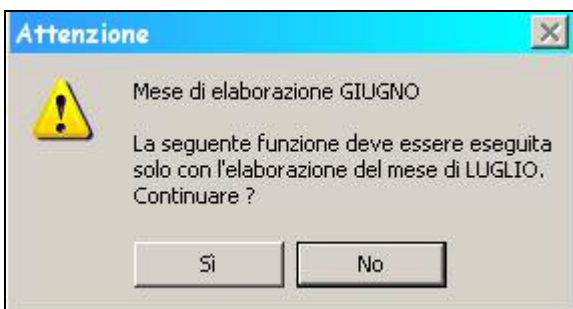 Attenzione
Mese di elaborazione GIUGNO
La seguente funzione deve essere eseguita
solo con l'elaborazione del mese di LUGLIO.
Continuare ?
Sì
No